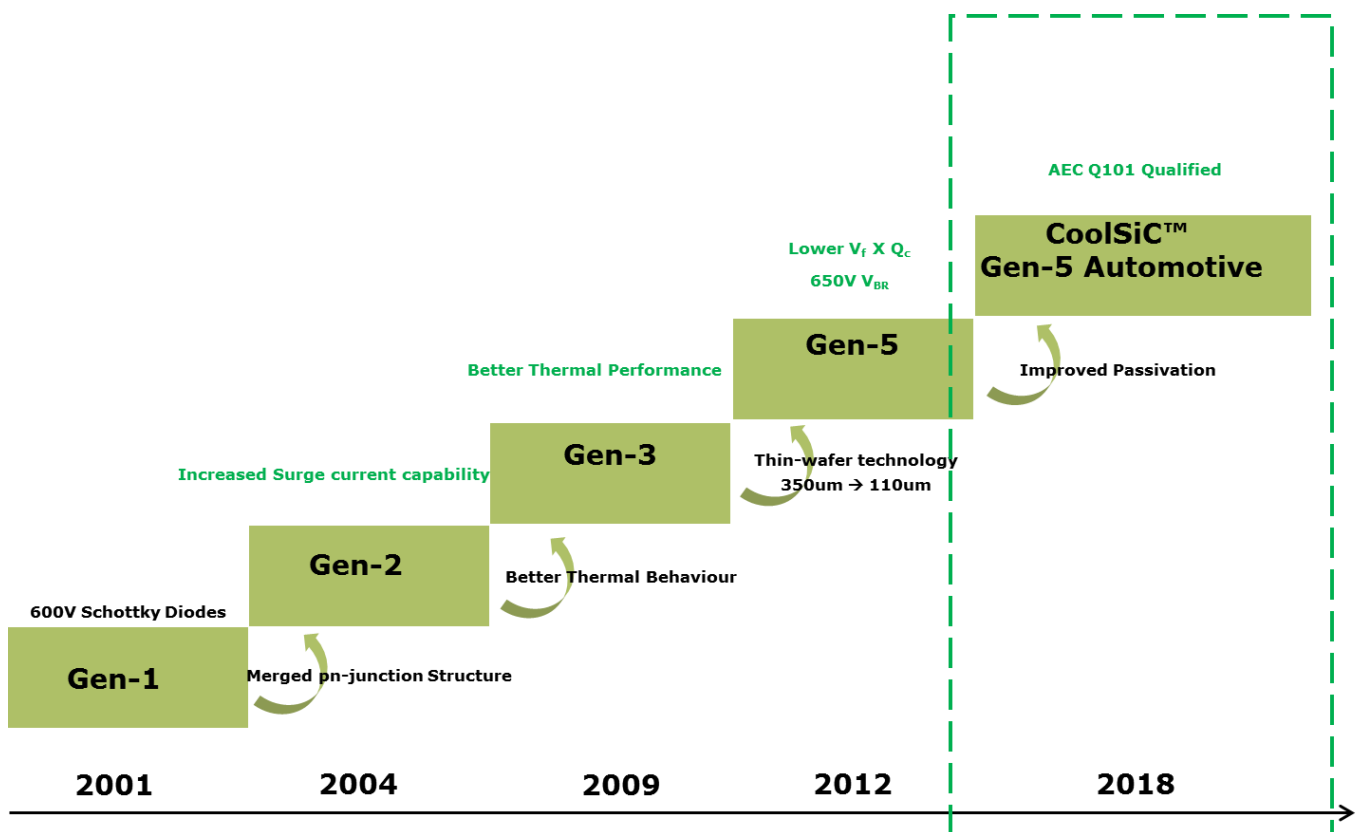 AEC Q101 Qualified
CoolSiC™
Gen-5 Automotive
Lower Vf X Qc
650V VBR
Gen-5
Improved Passivation
Better Thermal Performance
Gen-3
Thin-wafer technology
350um → 110um
Increased Surge current capability
Gen-2
Better Thermal Behaviour
600V Schottky Diodes
Gen-1
Merged pn-junction Structure
2001
2004
2009
2012
2018